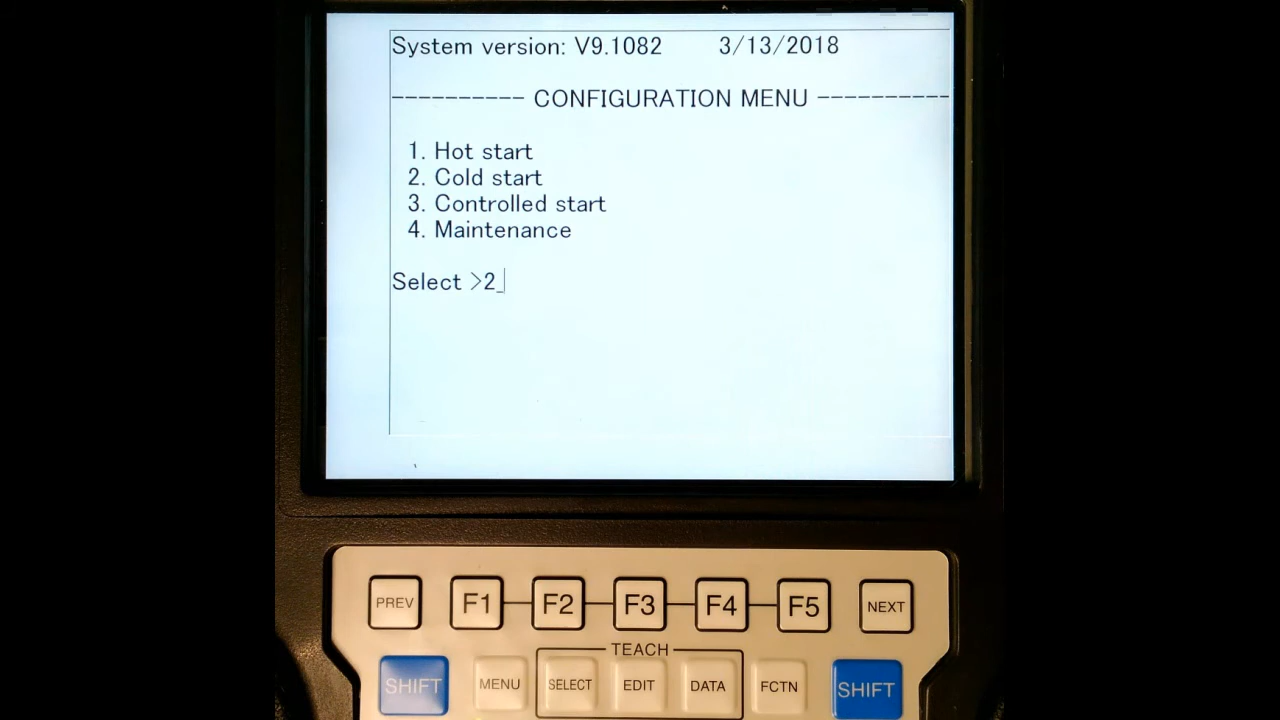 System version: V9.1082 3/13/2018
---------- CONFIGURATION MENU ----------
1. Hot start
2. Cold start
3. Controlled start
4. Maintenance
Select >2_
PREV F1 F2 F3 F4 F5 NEXT
TEACH
SHIFT MENU SELECT EDIT DATA FCTN SHIFT